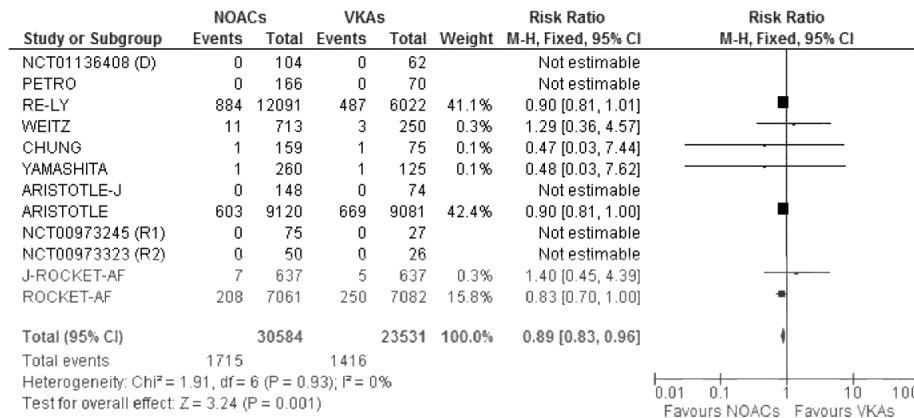 NOACs VKAs Risk Ratio Risk Ratio
Study or Subgroup Events Total Events Total Weight M-H, Fixed, 95% CI M-H, Fixed, 95% CI
NCT01136408 (D) 0 104 0 62 Not estimable
PETRO 0 166 0 70 Not estimable
RE-LY 884 12091 487 6022 41.1% 0.90 [0.81, 1.01]
WEITZ 11 713 3 250 0.3% 1.29 [0.36, 4.57]
CHUNG 1 159 1 75 0.1% 0.47 [0.03, 7.44]
YAMASHITA 1 260 1 125 0.1% 0.48 [0.03, 7.62]
ARISTOTLE-J 0 148 0 74 Not estimable
ARISTOTLE 603 9120 669 9081 42.4% 0.90 [0.81, 1.00]
NCT00973245 (R1) 0 75 0 27 Not estimable
NCT00973323 (R2) 0 50 0 26 Not estimable
J-ROCKET-AF 7 637 5 637 0.3% 1.40 [0.45, 4.39]
ROCKET-AF 208 7061 250 7082 15.8% 0.83 [0.70, 1.00]
Total (95% CI) 30584 23531 100.0% 0.89 [0.83, 0.96]
Total events 1715 1416
Heterogeneity: Chi² = 1.91, df = 6 (P = 0.93); I² = 0%
Test for overall effect: Z = 3.24 (P = 0.001)
0.01 0.1 1 10 100
Favours NOACs Favours VKAs